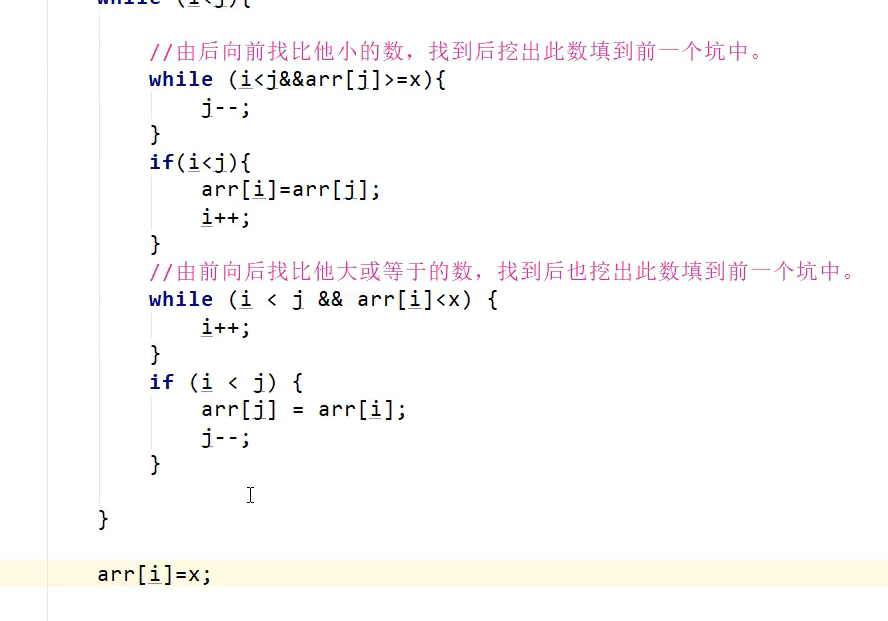 while (i<j){
//由后向前找比他小的数，找到后挖出此数填到前一个坑中。
while (i<j&&arr[j]>=x){
j--;
}
if(i<j){
arr[i]=arr[j];
i++;
}
//由前向后找比他大或等于的数，找到后也挖出此数填到前一个坑中。
while (i < j && arr[i]<x) {
i++;
}
if (i < j) {
arr[j] = arr[i];
j--;
}
}
arr[i]=x;